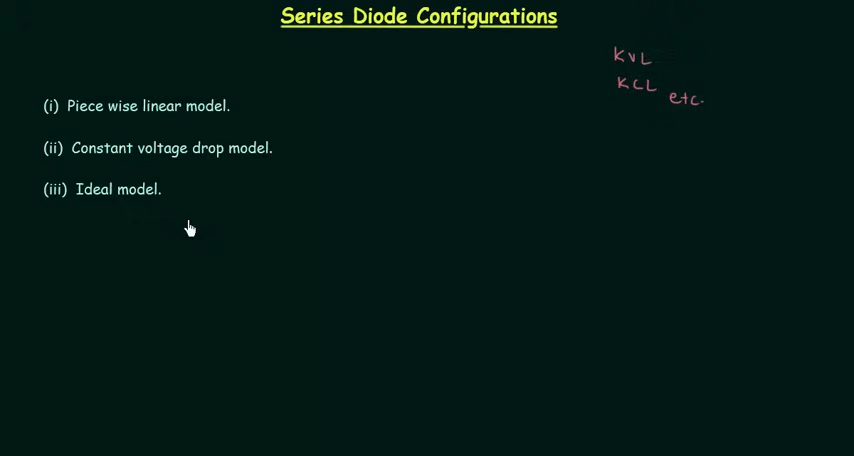 Series Diode Configurations
KVL
KCL
etc.
(i) Piece wise linear model.
(ii) Constant voltage drop model.
(iii) Ideal model.